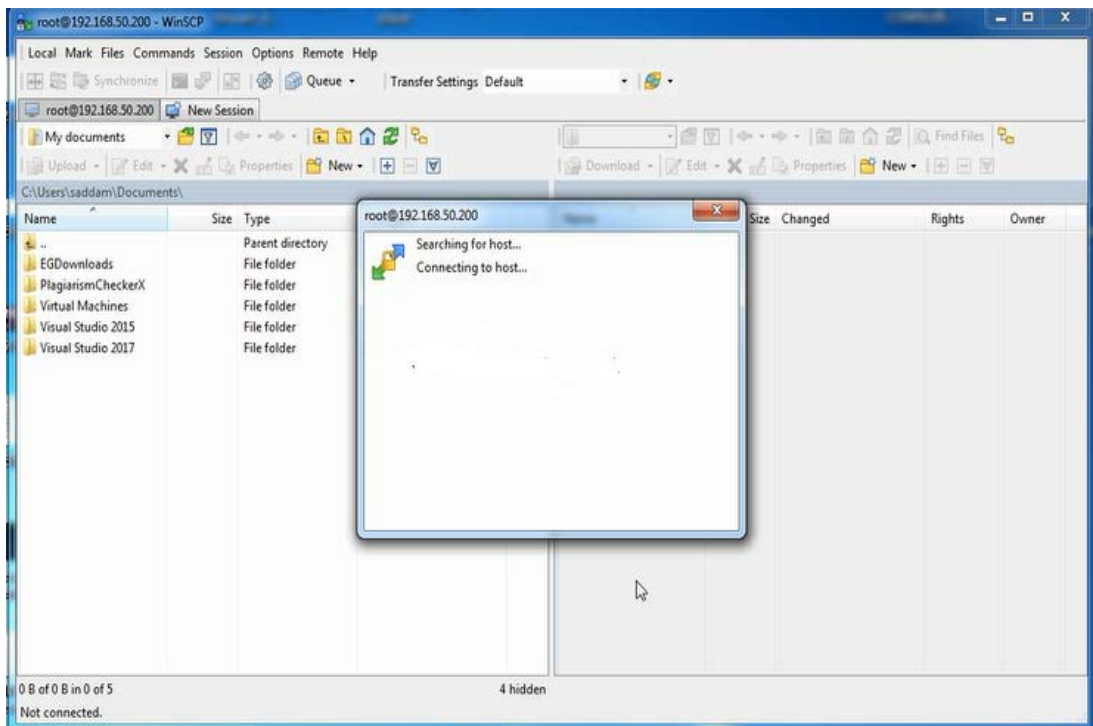 root@192.168.50.200 - WinSCP
Local Mark Files Commands Session Options Remote Help
Synchronize Queue Transfer Settings Default
root@192.168.50.200 New Session
My documents Find Files
Upload Edit Properties New Download Edit Properties New
C:\Users\saddam\Documents\
Name Size Type Name Size Changed Rights Owner
.. Parent directory
EGDownloads File folder
PlagiarismCheckerX File folder
Virtual Machines File folder
Visual Studio 2015 File folder
Visual Studio 2017 File folder
root@192.168.50.200
Searching for host...
Connecting to host...
0 B of 0 B in 0 of 5 4 hidden
Not connected.